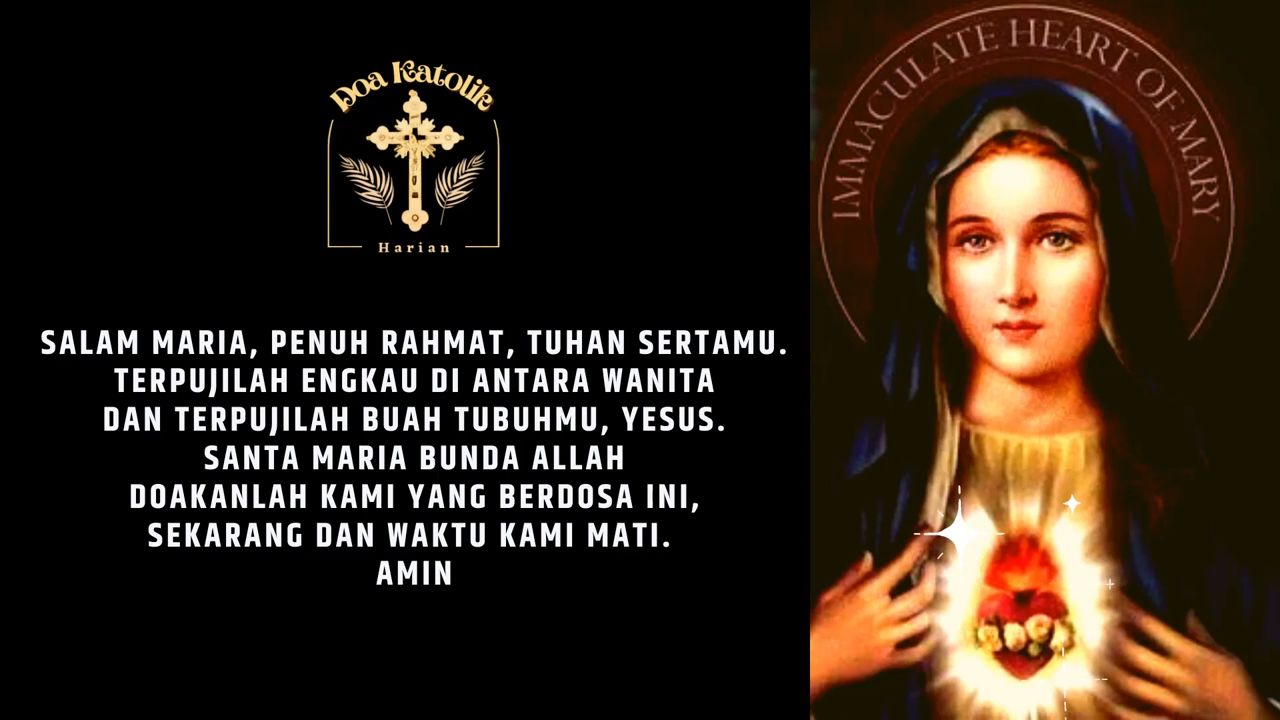 Doa Katolik
Harian
SALAM MARIA, PENUH RAHMAT, TUHAN SERTAMU.
TERPUJILAH ENGKAU DI ANTARA WANITA
DAN TERPUJILAH BUAH TUBUHMU, YESUS.
SANTA MARIA BUNDA ALLAH
DOAKANLAH KAMI YANG BERDOSA INI,
SEKARANG DAN WAKTU KAMI MATI.
AMIN
IMMACULATE HEART OF MARY